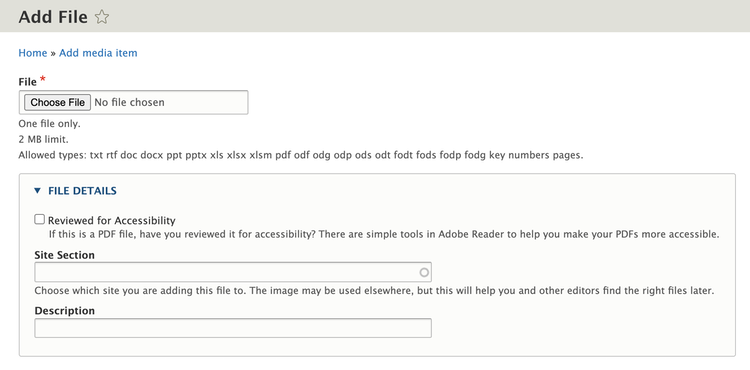 Add File
Home » Add media item
File *
Choose File No file chosen
One file only.
2 MB limit.
Allowed types: txt rtf doc docx ppt pptx xls xlsx xlsm pdf odf odg odp ods odt fodt fods fodp fodg key numbers pages.
FILE DETAILS
Reviewed for Accessibility
If this is a PDF file, have you reviewed it for accessibility? There are simple tools in Adobe Reader to help you make your PDFs more accessible.
Site Section
Choose which site you are adding this file to. The image may be used elsewhere, but this will help you and other editors find the right files later.
Description